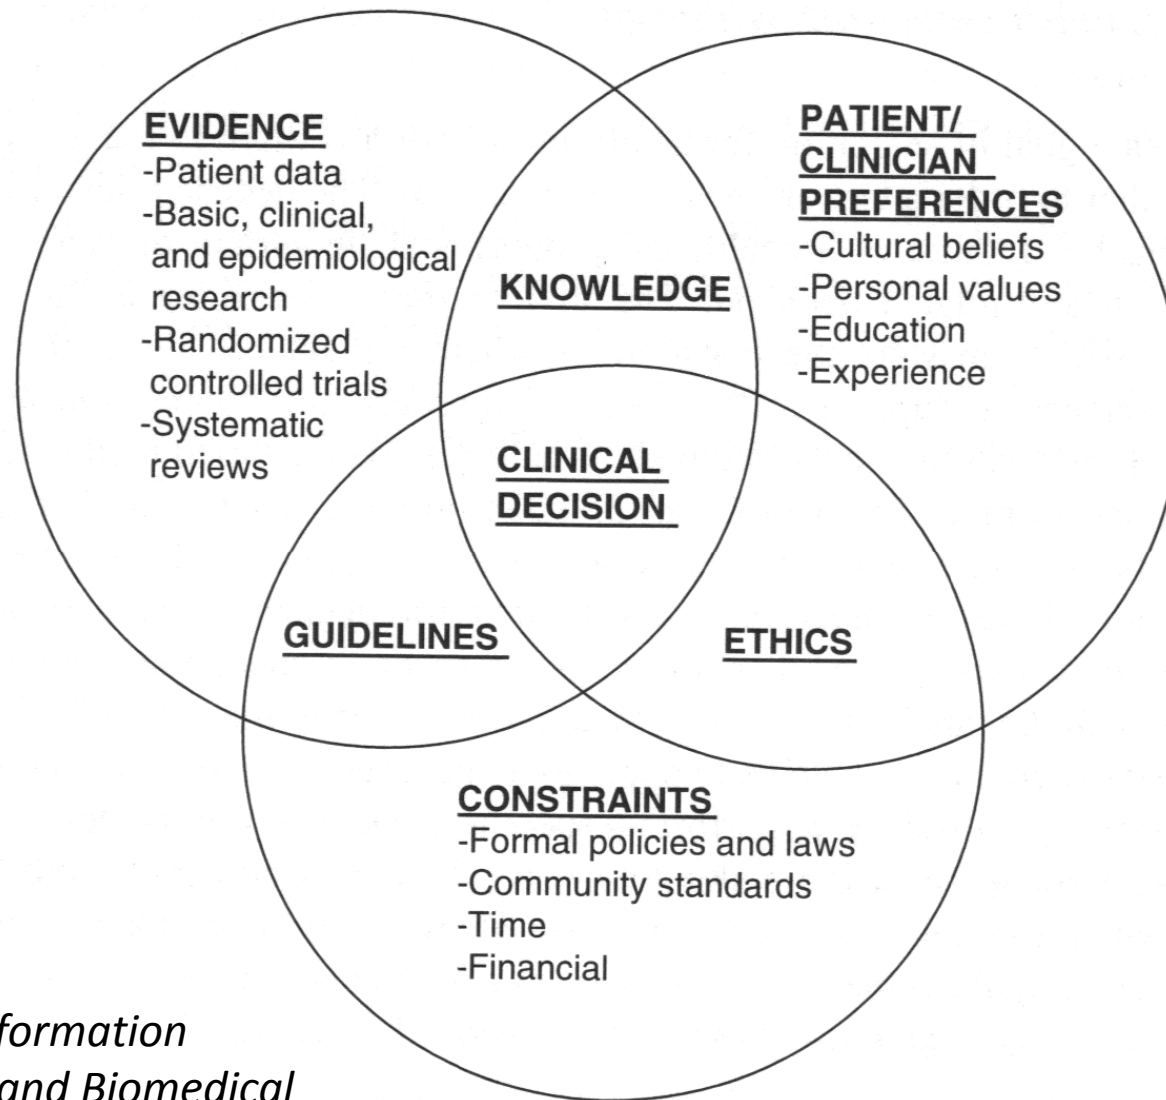 EVIDENCE
-Patient data
-Basic, clinical,
and epidemiological
research
-Randomized
controlled trials
-Systematic
reviews
PATIENT/
CLINICIAN
PREFERENCES
-Cultural beliefs
-Personal values
-Education
-Experience
KNOWLEDGE
CLINICAL
DECISION
GUIDELINES
ETHICS
CONSTRAINTS
-Formal policies and laws
-Community standards
-Time
-Financial
formation
and Biomedical